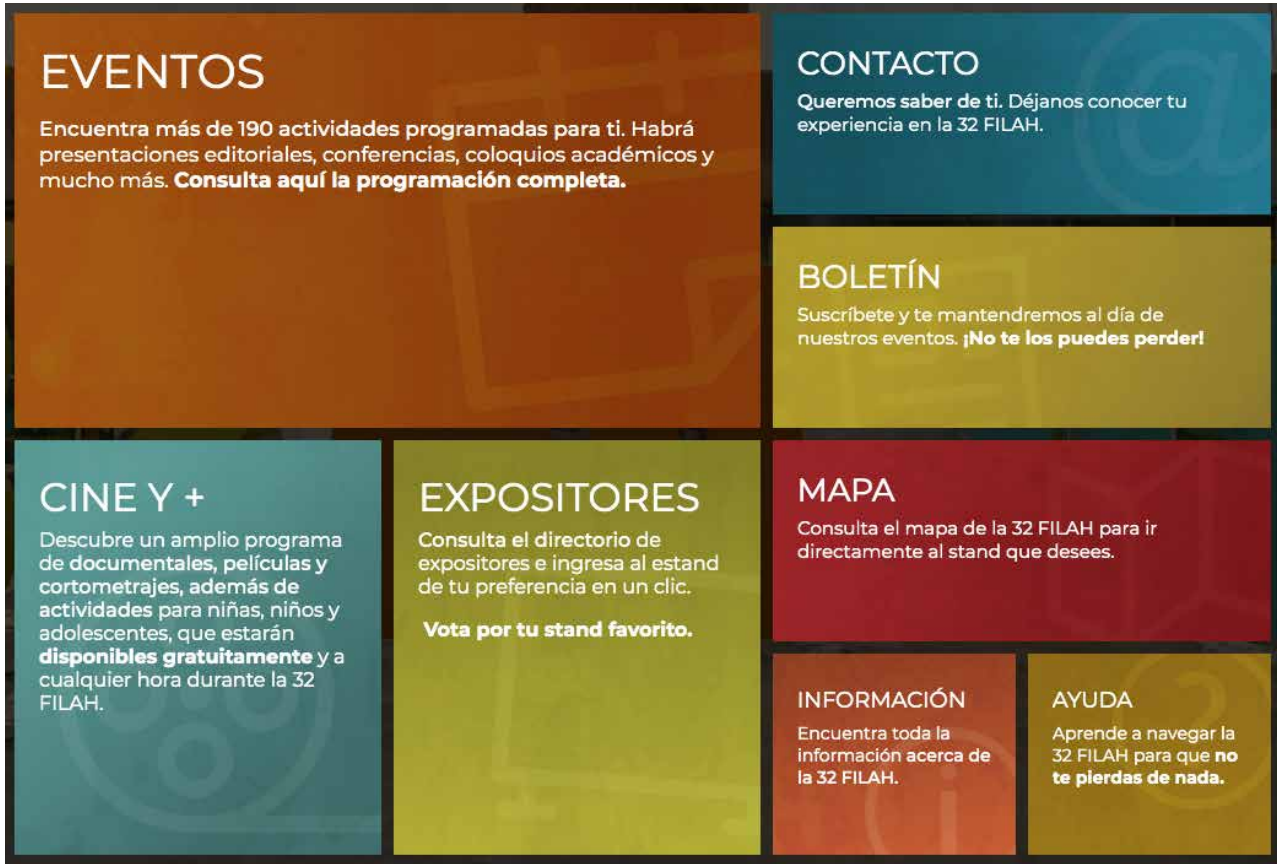 EVENTOS
Encuentra más de 190 actividades programadas para ti. Habrá
presentaciones editoriales, conferencias, coloquios académicos y
mucho más. Consulta aquí la programación completa.
CONTACTO
Queremos saber de ti. Déjanos conocer tu
experiencia en la 32 FILAH.
BOLETÍN
Suscríbete y te mantendremos al día de
nuestros eventos. ¡No te los puedes perder!
CINE Y +
Descubre un amplio programa
de documentales, películas y
cortometrajes, además de
actividades para niñas, niños y
adolescentes, que estarán
disponibles gratuitamente y a
cualquier hora durante la 32
FILAH.
EXPOSITORES
Consulta el directorio de
expositores e ingresa al estand
de tu preferencia en un clic.
Vota por tu stand favorito.
MAPA
Consulta el mapa de la 32 FILAH para ir
directamente al stand que desees.
INFORMACIÓN
Encuentra toda la
información acerca de
la 32 FILAH.
AYUDA
Aprende a navegar la
32 FILAH para que no
te pierdas de nada.